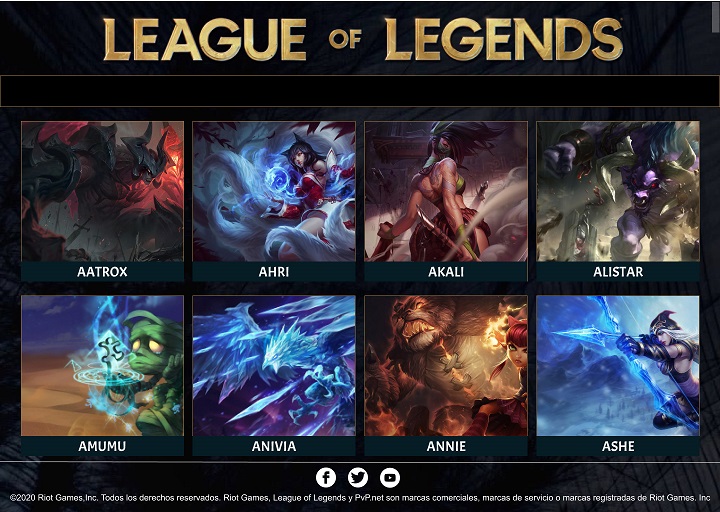 LEAGUE OF LEGENDS
AATROX
AHRI
AKALI
ALISTAR
AMUMU
ANIVIA
ANNIE
ASHE
©2020 Riot Games,Inc. Todos los derechos reservados. Riot Games, League of Legends y PvP.net son marcas comerciales, marcas de servicio o marcas registradas de Riot Games. Inc